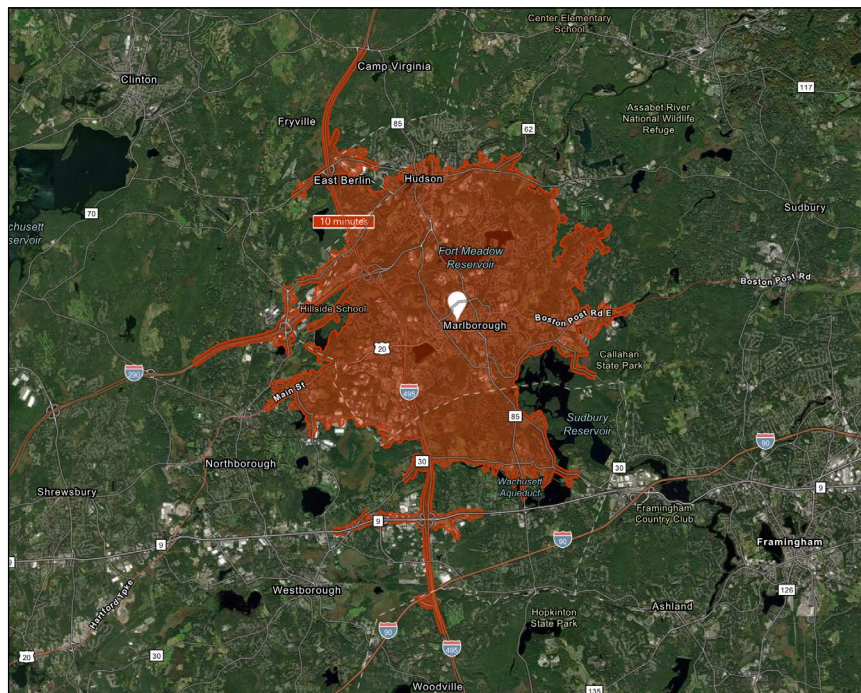 Center Elementary
School
Camp Virginia
Clinton
117
Assabet River
National Wildlife
Refuge
Fryville
85
62
East Berlin
Hudson
70
Sudbury
10 minutes
Fort Meadow
Reservoir
Boston Post Rd
Hillside School
Marlborough
Boston Post Rd E
20
Callahan
State Park
290
Main St
495
85
Sudbury
Reservoir
90
Northborough
30
30
Shrewsbury
Wachusett
Aqueduct
9
9
Framingham
Country Club
90
Framingham
9
Hartford Tpke
Westborough
126
Ashland
Hopkinton
State Park
90
20
30
495
Woodville
135